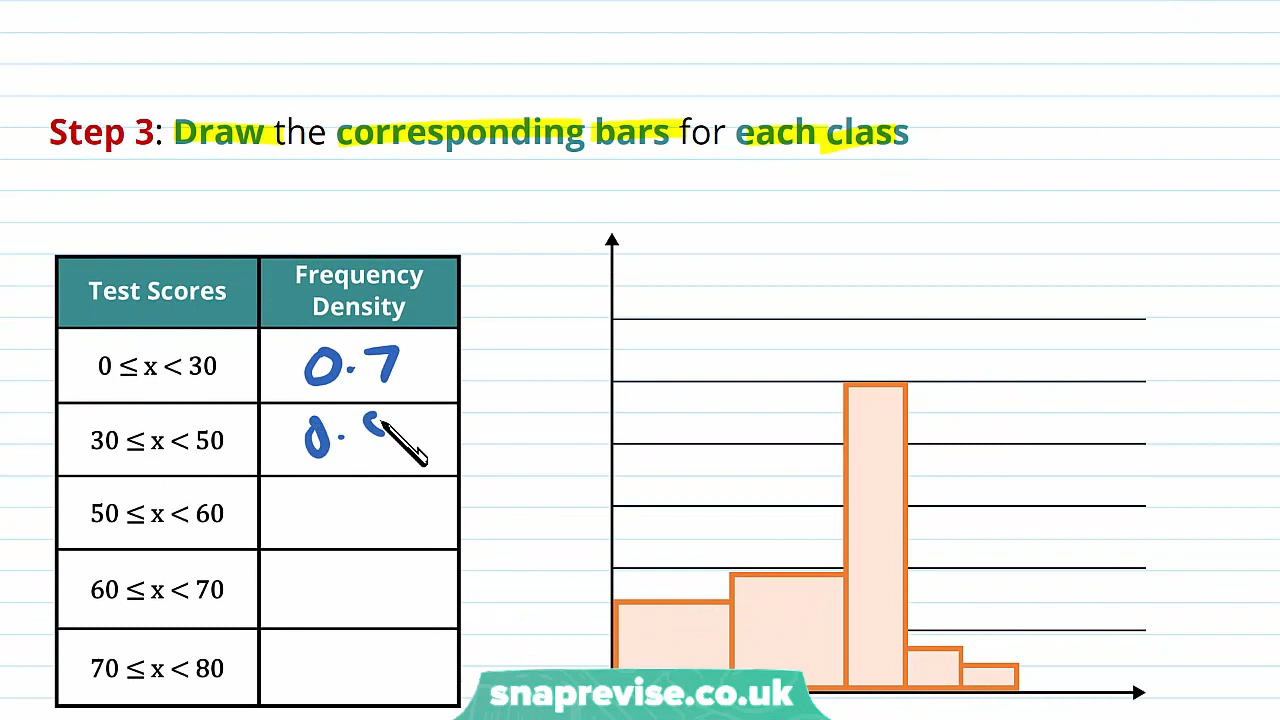 Step 3: Draw the corresponding bars for each class
Test Scores
Frequency
Density
0 ≤ x < 30
0.7
30 ≤ x < 50
0.
50 ≤ x < 60
60 ≤ x < 70
70 ≤ x < 80
snaprevise.co.uk